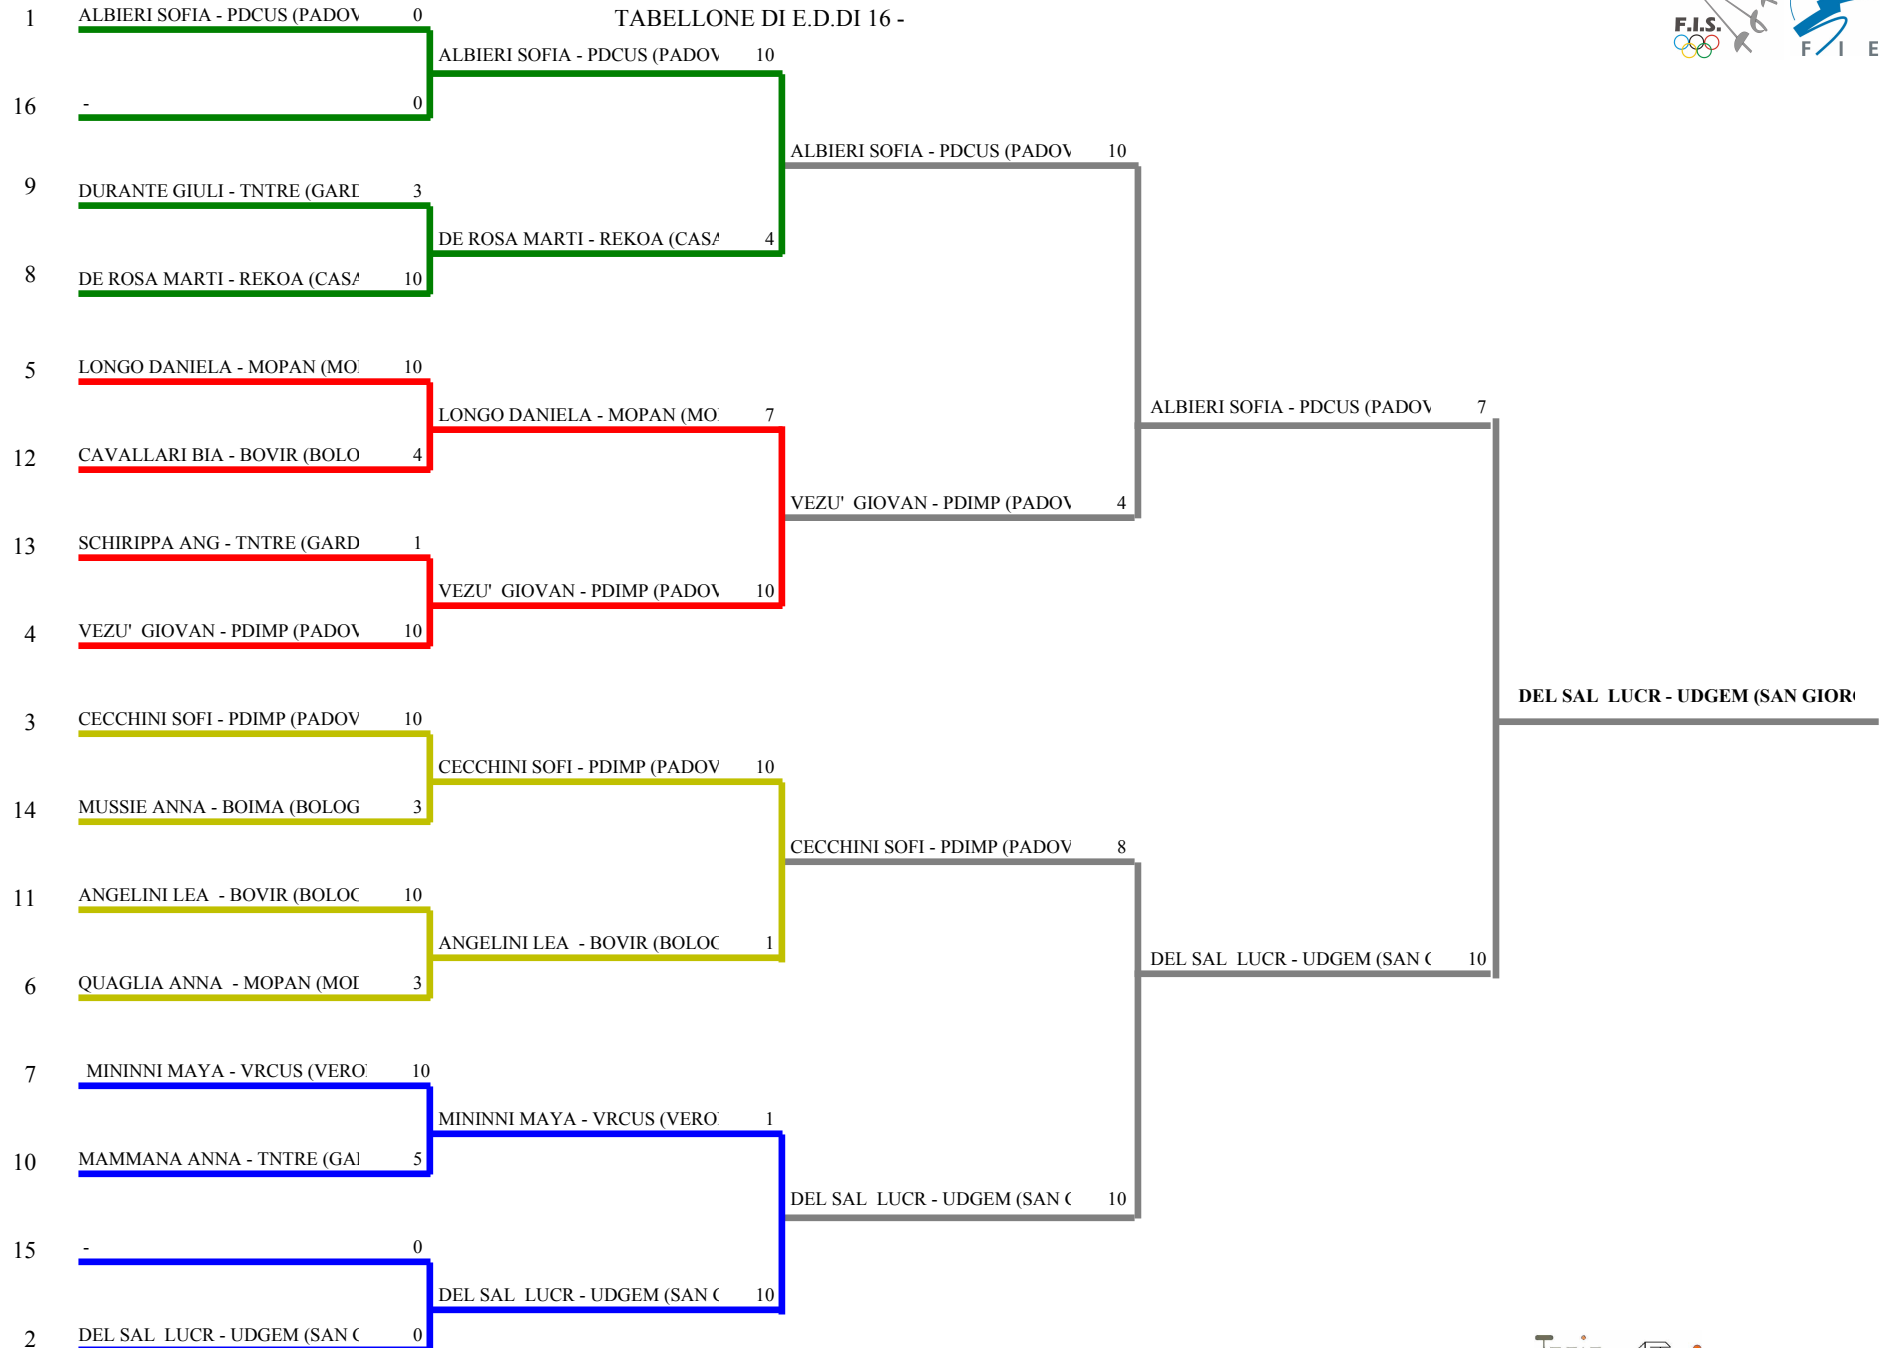 TABELLONE DI E.D.DI 16 -
F.I.S.
F I E
1 ALBIERI SOFIA - PDCUS (PADOV 0
ALBIERI SOFIA - PDCUS (PADOV 10
16 - 0
ALBIERI SOFIA - PDCUS (PADOV 10
9 DURANTE GIULI - TNTRE (GARD 3
DE ROSA MARTI - REKOA (CASA 4
8 DE ROSA MARTI - REKOA (CASA 10
5 LONGO DANIELA - MOPAN (MO 10
LONGO DANIELA - MOPAN (MO 7
ALBIERI SOFIA - PDCUS (PADOV 7
12 CAVALLARI BIA - BOVIR (BOLO 4
VEZU' GIOVAN - PDIMP (PADOV 4
13 SCHIRIPPA ANG - TNTRE (GARD 1
VEZU' GIOVAN - PDIMP (PADOV 10
4 VEZU' GIOVAN - PDIMP (PADOV 10
DEL SAL LUCR - UDGEM (SAN GIOR
3 CECCHINI SOFI - PDIMP (PADOV 10
CECCHINI SOFI - PDIMP (PADOV 10
14 MUSSIE ANNA - BOIMA (BOLOG 3
CECCHINI SOFI - PDIMP (PADOV 8
11 ANGELINI LEA - BOVIR (BOLOG 10
ANGELINI LEA - BOVIR (BOLOG 1
DEL SAL LUCR - UDGEM (SAN 10
6 QUAGLIA ANNA - MOPAN (MOD 3
7 MININNI MAYA - VRCUS (VERO 10
MININNI MAYA - VRCUS (VERO 1
10 MAMMANA ANNA - TNTRE (GA 5
DEL SAL LUCR - UDGEM (SAN 10
15 - 0
DEL SAL LUCR - UDGEM (SAN 10
2 DEL SAL LUCR - UDGEM (SAN 0